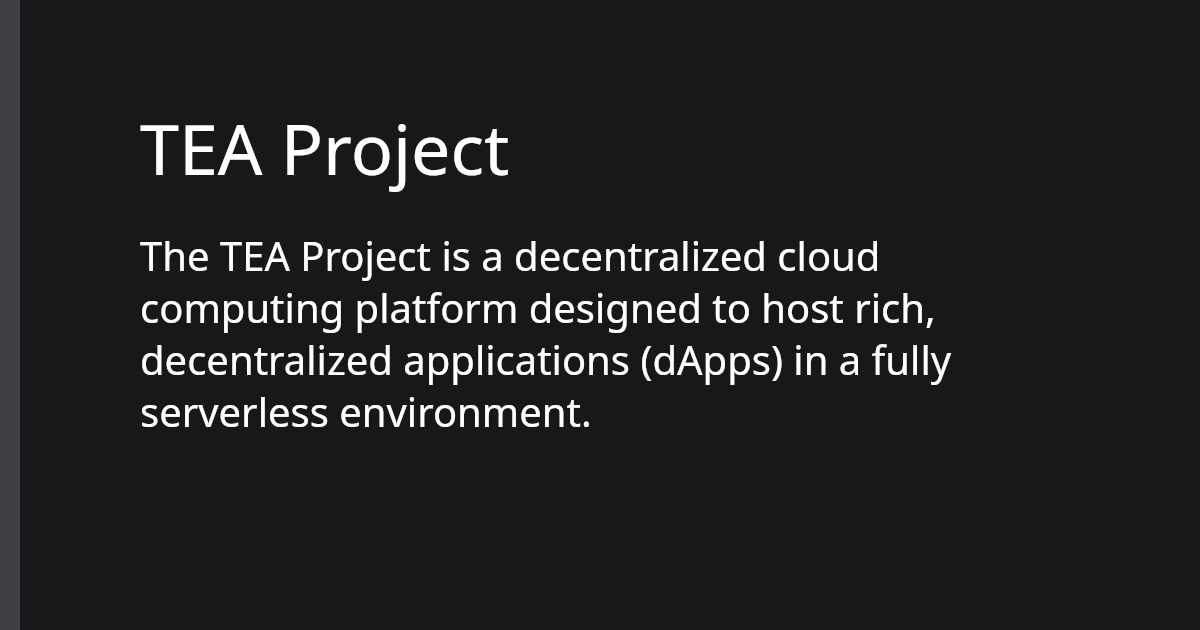 TEA Project
The TEA Project is a decentralized cloud
computing platform designed to host rich,
decentralized applications (dApps) in a fully
serverless environment.